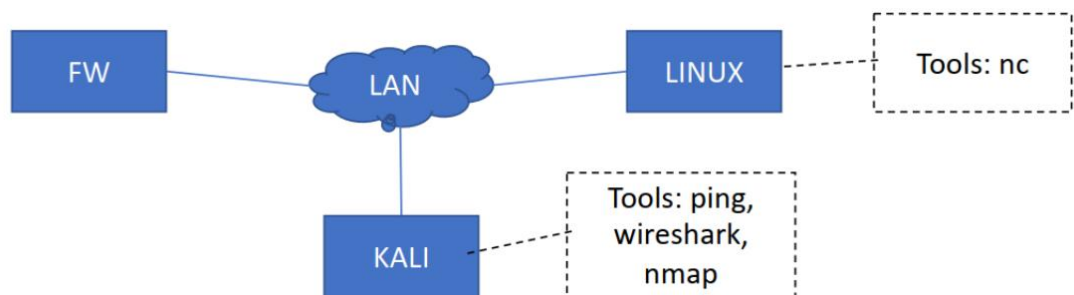 FW
LAN
LINUX
Tools: nc
KALI
Tools: ping,
wireshark,
nmap